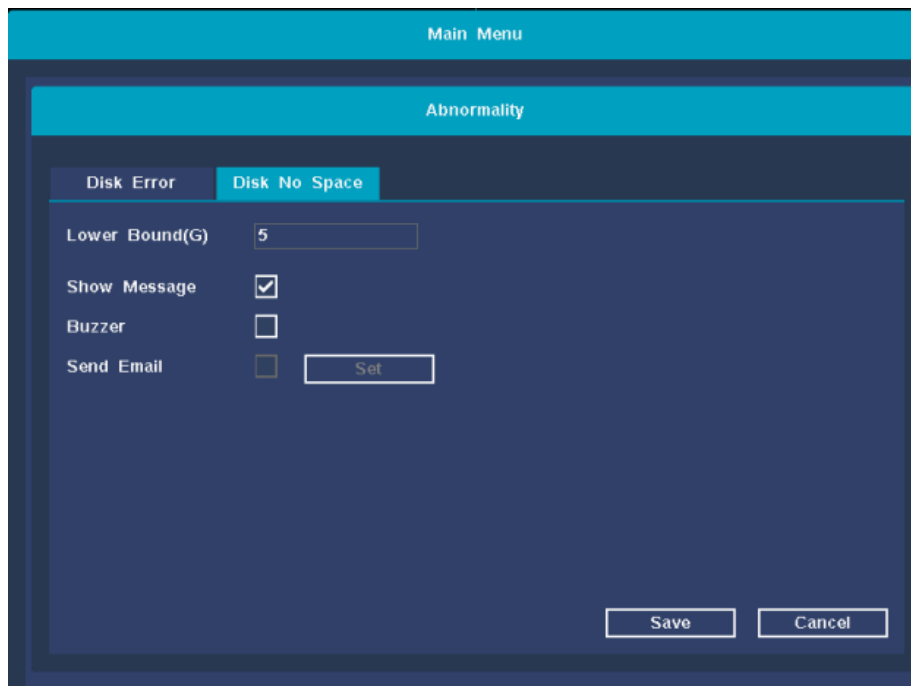 Main Menu
Abnormality
Disk Error Disk No Space
Lower Bound(G) 5
Show Message
Buzzer
Send Email Set
Save Cancel